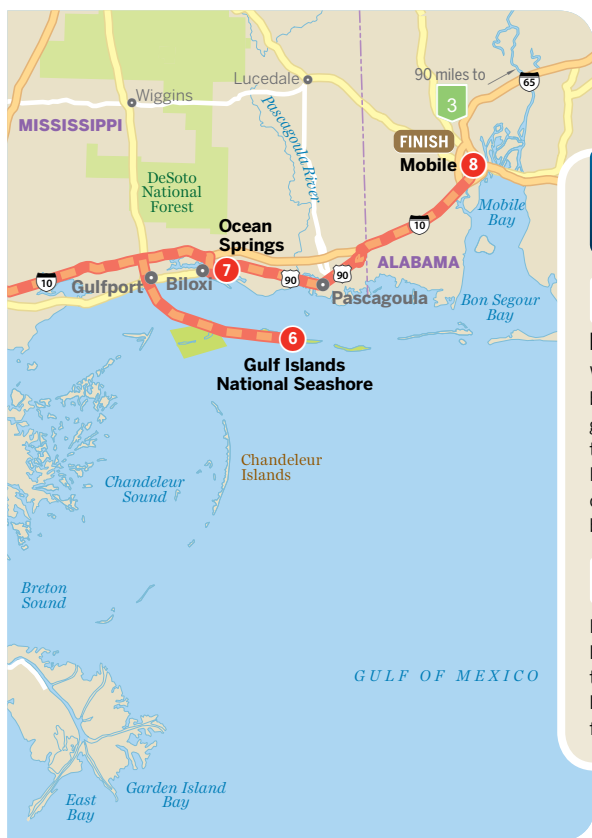 Lucedale
90 miles to
65
3
Wiggins
MISSISSIPPI
Pascagoula River
FINISH
Mobile
8
DeSoto
National
Forest
Mobile
Bay
Ocean
Springs
10
ALABAMA
7
10
Gulfport
Biloxi
90
90
Pascagoula
Bon Segour
Bay
6
Gulf Islands
National Seashore
Chandeleur
Islands
Chandeleur
Sound
Breton
Sound
GULF OF MEXICO
Garden Island
Bay
East
Bay